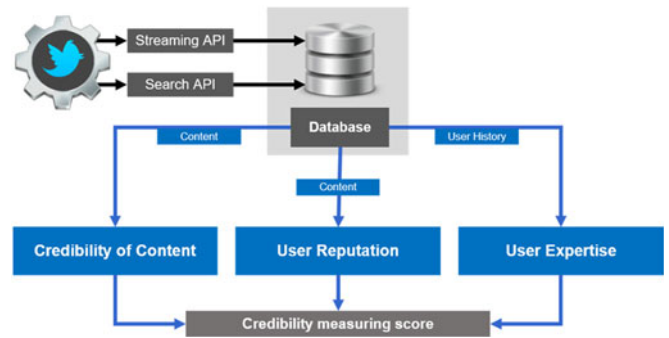 Streaming API
Search API
Database
Content
User History
Content
Credibility of Content
User Reputation
User Expertise
Credibility measuring score